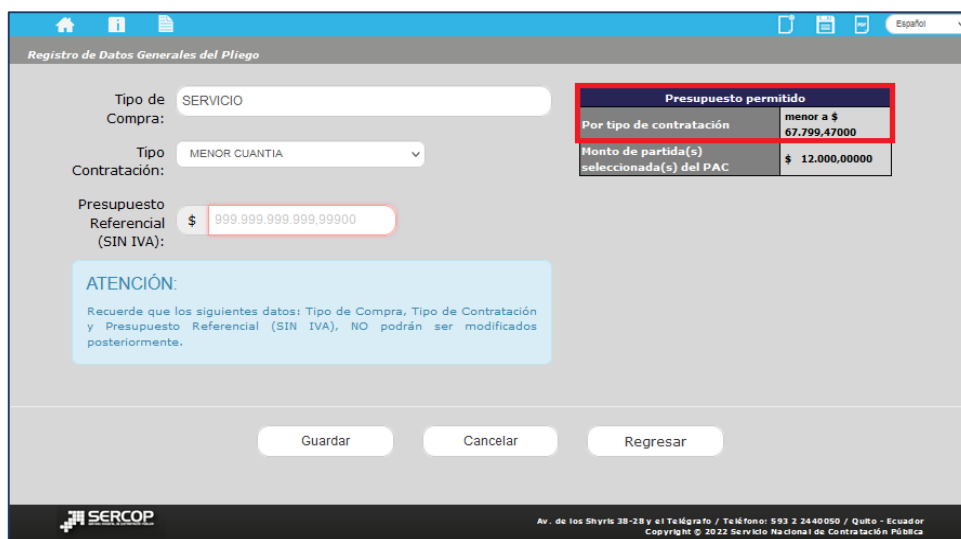 Español
Registro de Datos Generales del Pliego
Tipo de
Compra:
SERVICIO
Tipo
Contratación:
MENOR CUANTIA
Presupuesto
Referencial
(SIN IVA):
$ 999.999.999.999,99900
Presupuesto permitido
Por tipo de contratación
menor a $
67.799,47000
Monto de partida(s)
seleccionada(s) del PAC
$ 12.000,00000
ATENCIÓN:
Recuerde que los siguientes datos: Tipo de Compra, Tipo de Contratación
y Presupuesto Referencial (SIN IVA), NO podrán ser modificados
posteriormente.
Guardar
Cancelar
Regresar
SERCOP
Av. de los Shyris 38-28 y el Telégrafo / Teléfono: 593 2 2440050 / Quito - Ecuador
Copyright © 2022 Servicio Nacional de Contratación Pública